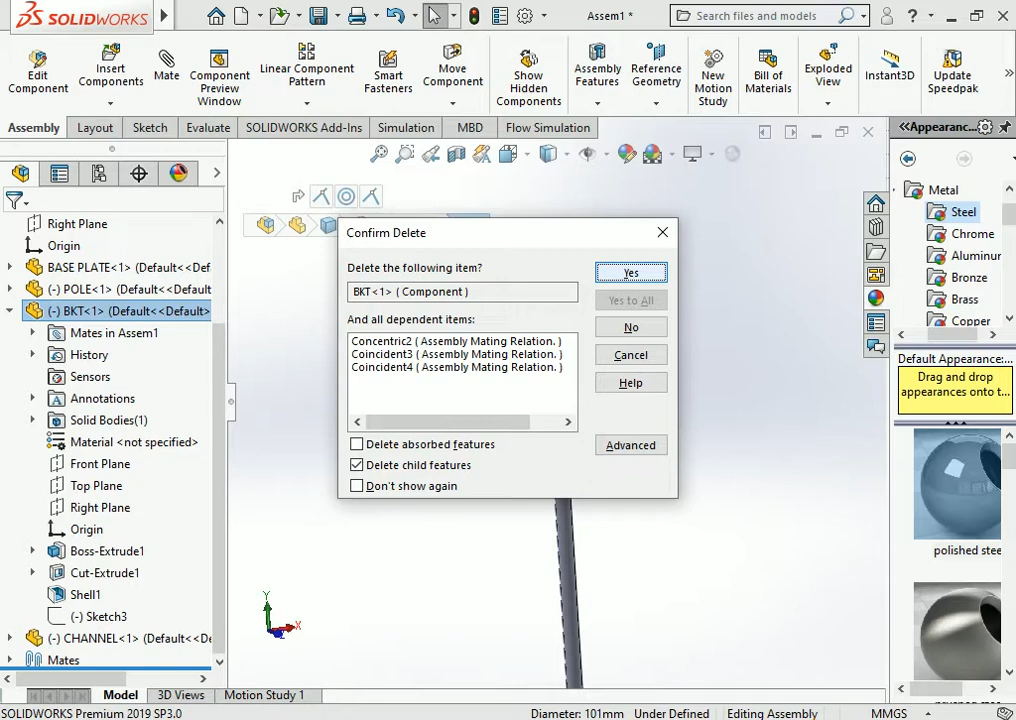 SOLIDWORKS
Assem1 *
Search files and models
Edit Component
Insert Components
Mate
Component Preview Window
Linear Component Pattern
Smart Fasteners
Move Component
Show Hidden Components
Assembly Features
Reference Geometry
New Motion Study
Bill of Materials
Exploded View
Instant3D
Update Speedpak
Assembly
Layout
Sketch
Evaluate
SOLIDWORKS Add-Ins
Simulation
MBD
Flow Simulation
<<Appearanc...
Right Plane
Origin
BASE PLATE<1> (Default<<Def
(-) POLE<1> (Default<<Default
(-) BKT<1> (Default<<Default>
Mates in Assem1
History
Sensors
Annotations
Solid Bodies(1)
Material <not specified>
Front Plane
Top Plane
Right Plane
Origin
Boss-Extrude1
Cut-Extrude1
Shell1
(-) Sketch3
(-) CHANNEL<1> (Default<<De
Mates
Confirm Delete
Delete the following item?
BKT<1> ( Component )
And all dependent items:
Concentric2 ( Assembly Mating Relation. )
Coincident3 ( Assembly Mating Relation. )
Coincident4 ( Assembly Mating Relation. )
Delete absorbed features
Delete child features
Don't show again
Yes
Yes to All
No
Cancel
Help
Advanced
Y
X
Z
Metal
Steel
Chrome
Aluminur
Bronze
Brass
Copper
Default Appearance:...
Drag and drop
appearances onto t...
polished stee
Model
3D Views
Motion Study 1
SOLIDWORKS Premium 2019 SP3.0
Diameter: 101mm
Under Defined
Editing Assembly
MMGS